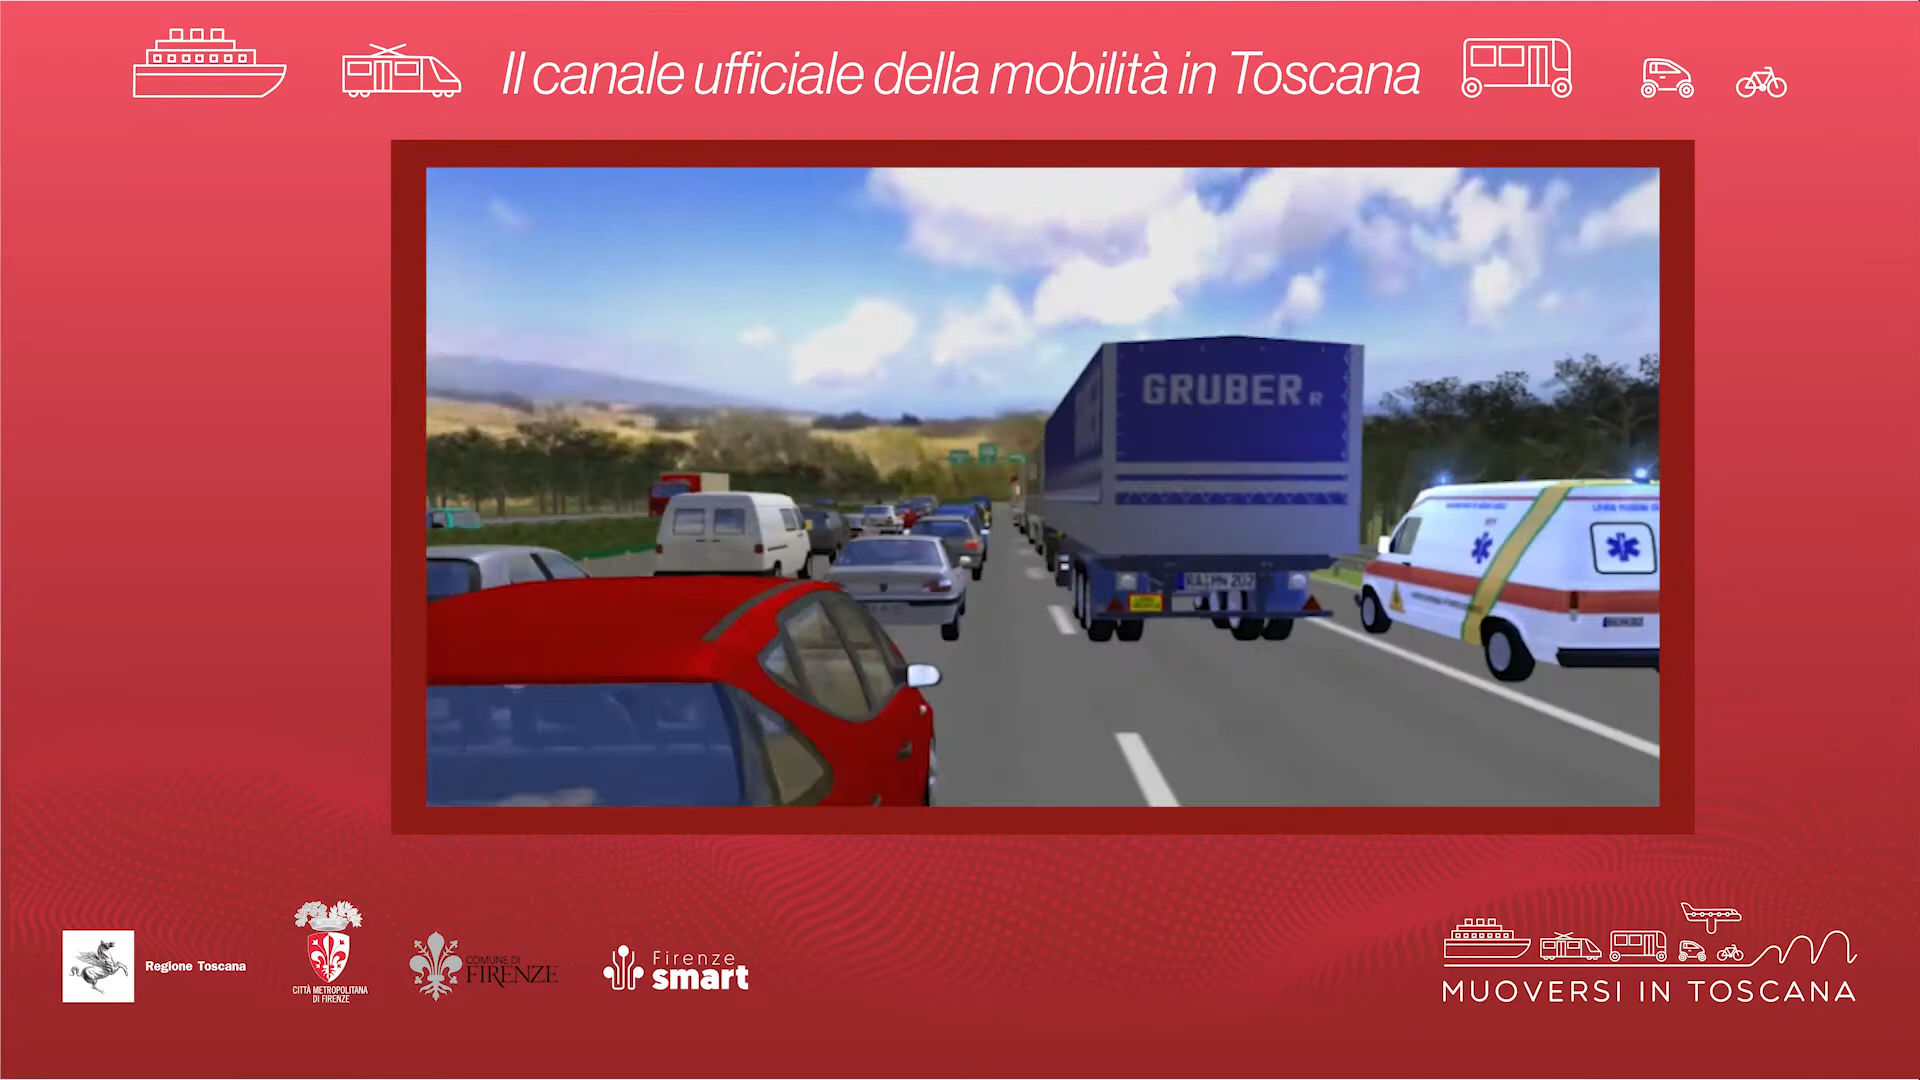 Il canale ufficiale della mobilità in Toscana
GRUBER
Regione Toscana
CITTÀ METROPOLITANA
DI FIRENZE
COMUNE DI
FIRENZE
Firenze
smart
MUOVERSI IN TOSCANA